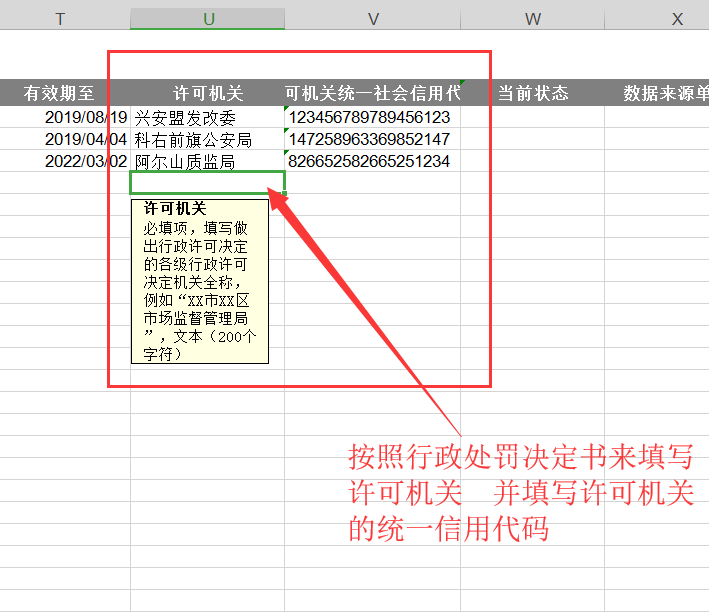 T U V W X
有效期至 许可机关 可机关统一社会信用代 当前状态 数据来源单
2019/08/19 兴安盟发改委 123456789789456123
2019/04/04 科右前旗公安局 147258963369852147
2022/03/02 阿尔山质监局 826652582665251234
许可机关
必填项，填写做
出行政许可决定
的各级行政许可
决定机关全称，
例如“XX市XX区
市场监督管理局
”，文本（200个
字符）
按照行政处罚决定书来填写
许可机关 并填写许可机关
的统一信用代码